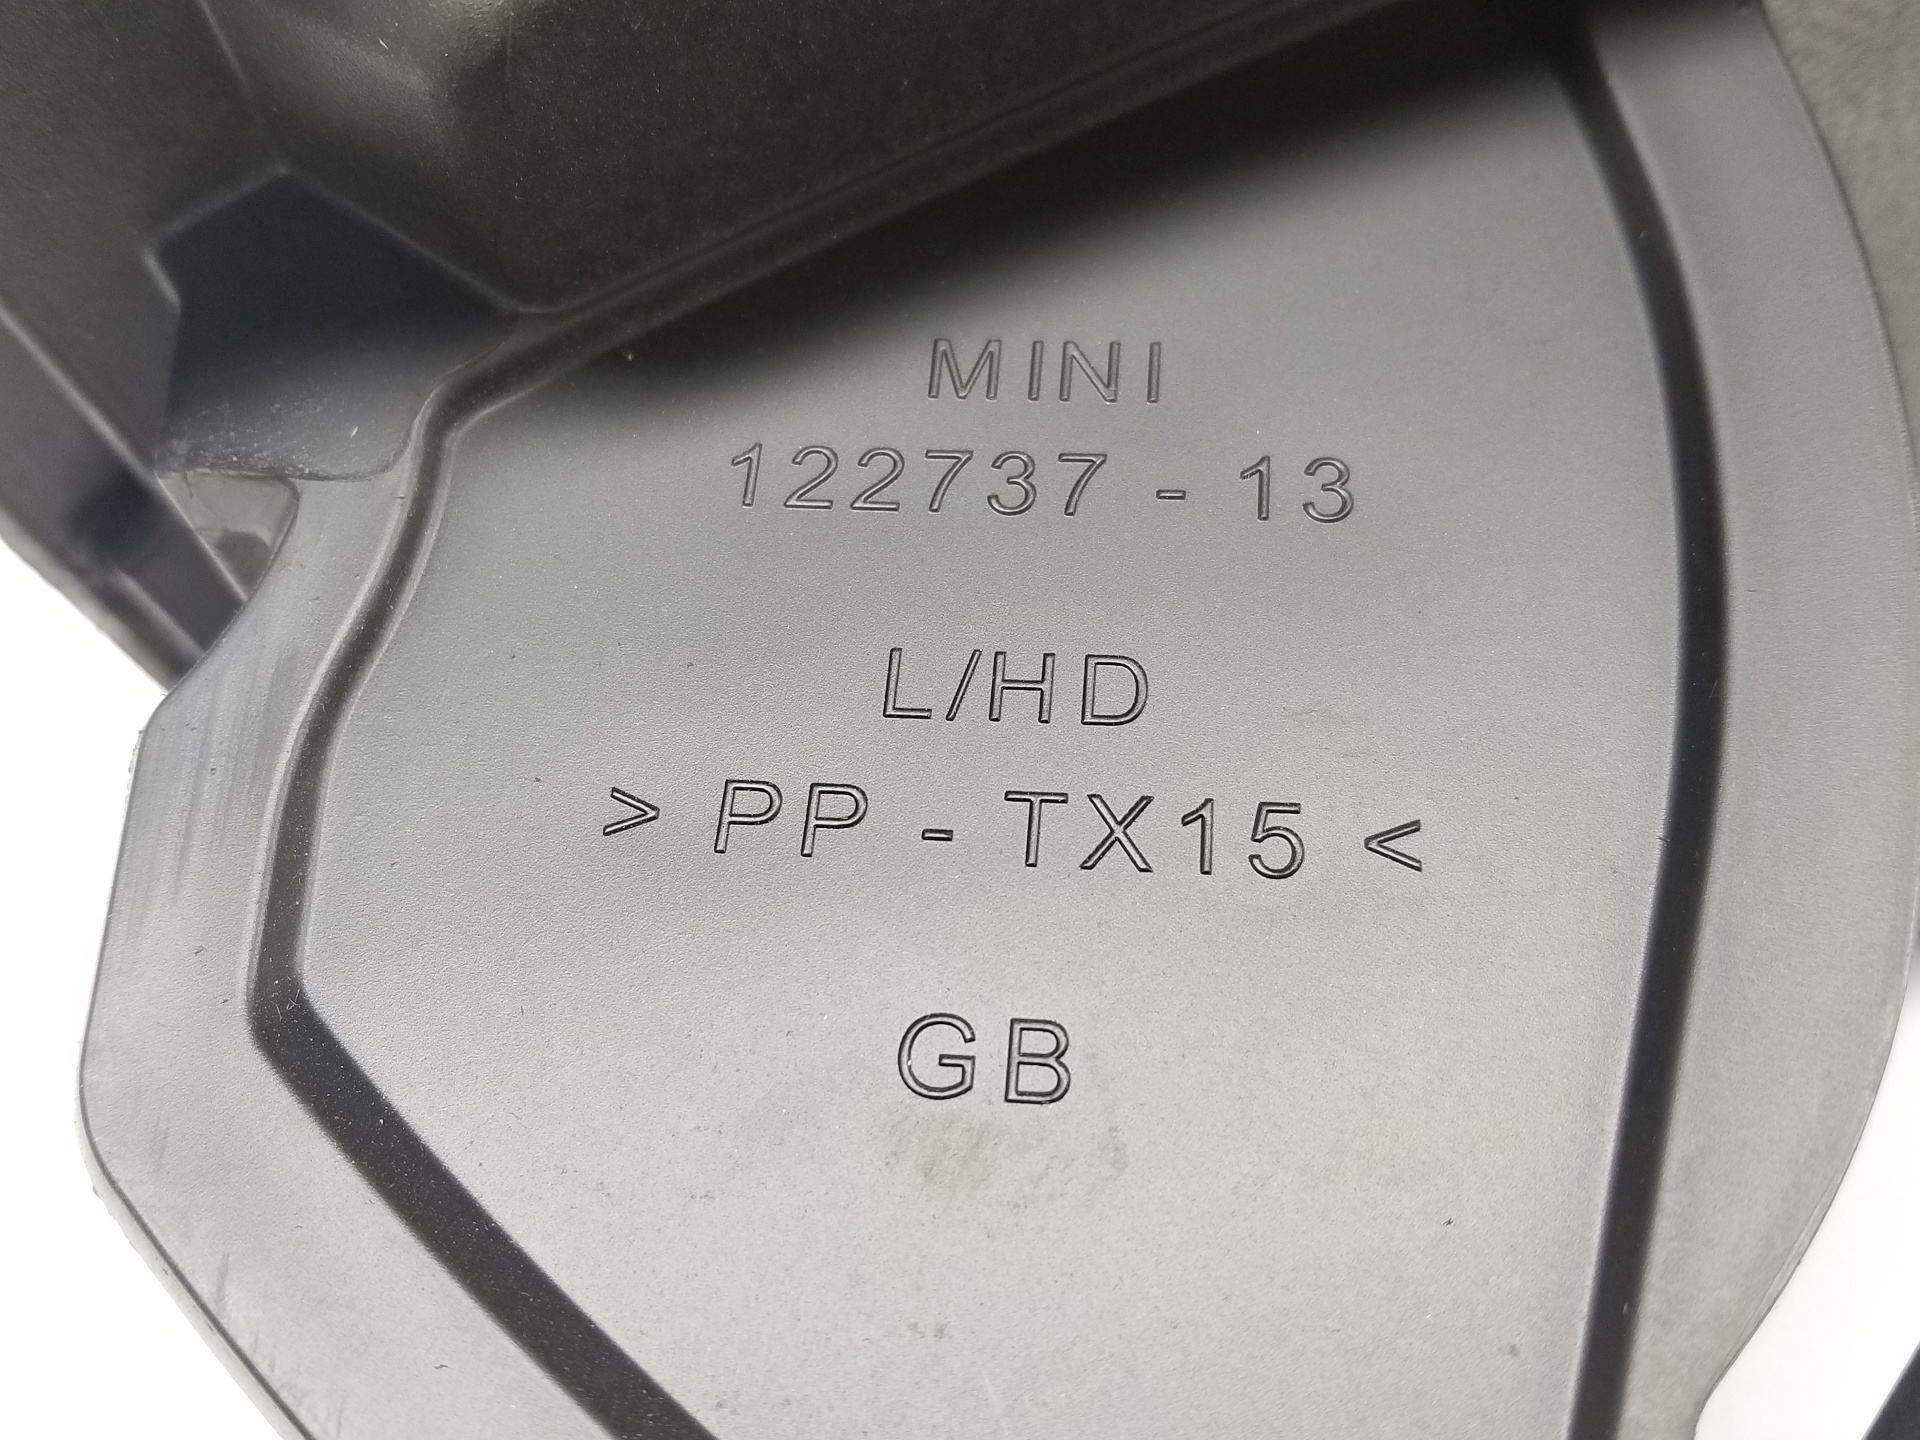 MINI
122737 - 13
L/HD
> PP - TX15 <
GB